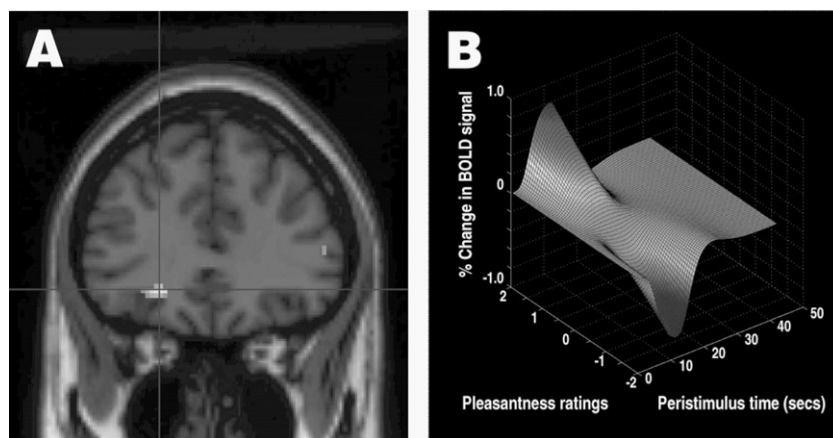 A
B
% Change in BOLD signal
1.0
0
-1.0
2
1
0
-1
-2
0
10
20
30
40
50
Pleasantness ratings
Peristimulus time (secs)